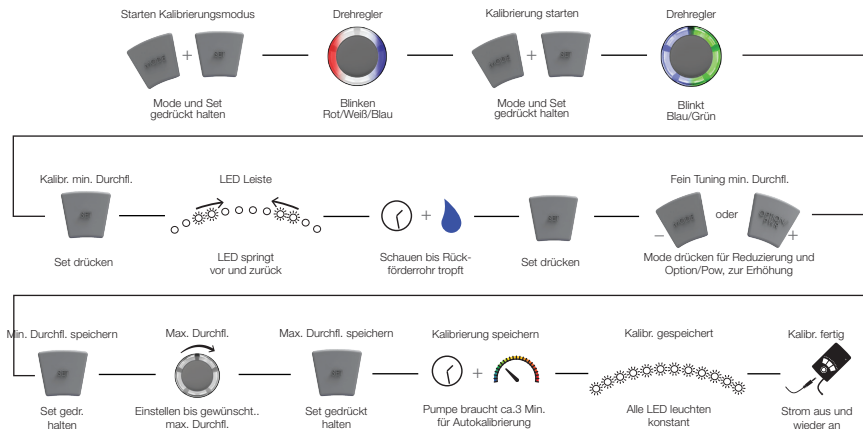 Starten Kalibrierungsmodus
Drehregler
Kalibrierung starten
Drehregler
+
+
Mode und Set
gedrückt halten
Blinken
Rot/Weiß/Blau
Mode und Set
gedrückt halten
Blinkt
Blau/Grün
Kalibr. min. Durchfl.
LED Leiste
Fein Tuning min. Durchfl.
+
MODE
oder
OPTION/
−
+
Set drücken
LED springt
vor und zurück
Schauen bis Rück-
förderrohr tropft
Set drücken
Mode drücken für Reduzierung und
Option/Pow, zur Erhöhung
Min. Durchfl. speichern
Max. Durchfl.
Max. Durchfl. speichern
Kalibrierung speichern
Kalibr. gespeichert
Kalibr. fertig
+
Set gedr.
halten
Einstellen bis gewünscht..
max. Durchfl.
Set gedrückt
halten
Pumpe braucht ca.3 Min.
für Autokalibrierung
Alle LED leuchten
konstant
Strom aus und
wieder an